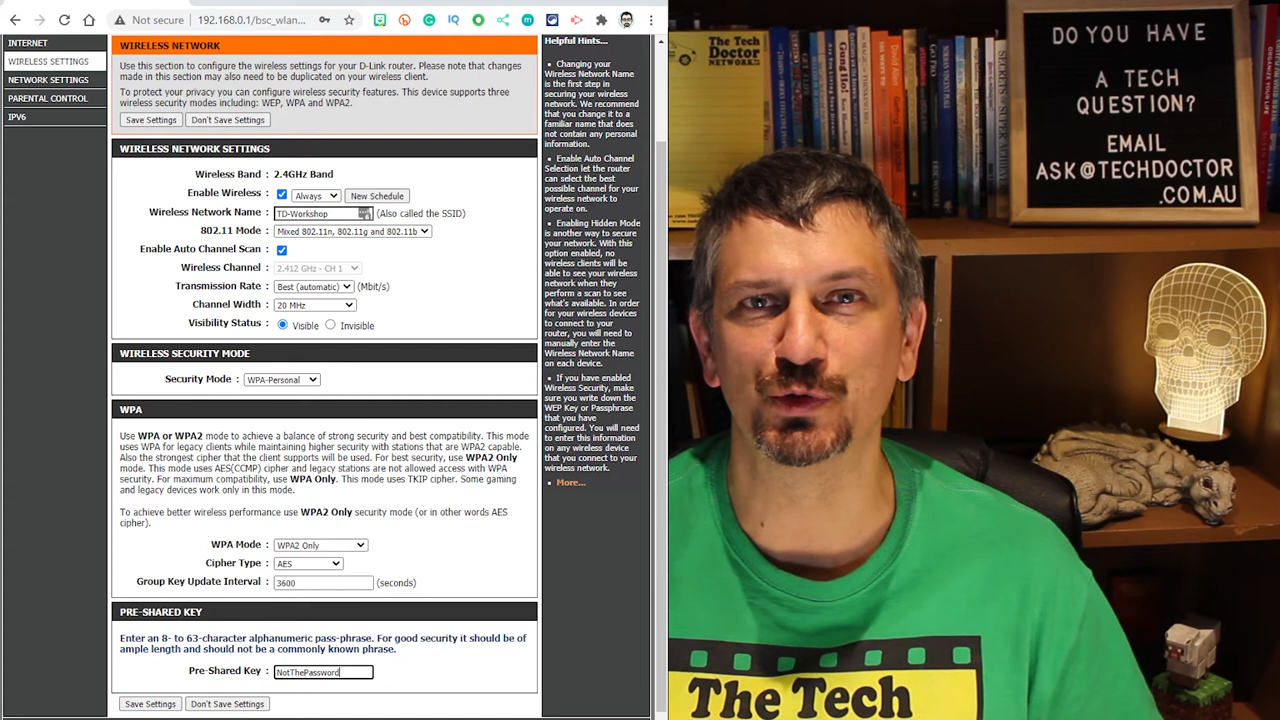 Not secure
192.168.0.1/bsc_wlan...
INTERNET
WIRELESS SETTINGS
NETWORK SETTINGS
PARENTAL CONTROL
IPV6
WIRELESS NETWORK
Use this section to configure the wireless settings for your D-Link router. Please note that changes
made in this section may also need to be duplicated on your wireless client.
To protect your privacy you can configure wireless security features. This device supports three
wireless security modes including: WEP, WPA and WPA2.
Save Settings Don't Save Settings
WIRELESS NETWORK SETTINGS
Wireless Band : 2.4GHz Band
Enable Wireless : Always New Schedule
Wireless Network Name : TD-Workshop (Also called the SSID)
802.11 Mode : Mixed 802.11n, 802.11g and 802.11b
Enable Auto Channel Scan :
Wireless Channel : 2.412 GHz - CH 1
Transmission Rate : Best (automatic) (Mbit/s)
Channel Width : 20 MHz
Visibility Status : Visible Invisible
WIRELESS SECURITY MODE
Security Mode : WPA-Personal
WPA
Use WPA or WPA2 mode to achieve a balance of strong security and best compatibility. This mode
uses WPA for legacy clients while maintaining higher security with stations that are WPA2 capable.
Also the strongest cipher that the client supports will be used. For best security, use WPA2 Only
mode. This mode uses AES(CCMP) cipher and legacy stations are not allowed access with WPA
security. For maximum compatibility, use WPA Only. This mode uses TKIP cipher. Some gaming
and legacy devices work only in this mode.
To achieve better wireless performance use WPA2 Only security mode (or in other words AES
cipher).
WPA Mode : WPA2 Only
Cipher Type : AES
Group Key Update Interval : 3600 (seconds)
PRE-SHARED KEY
Enter an 8- to 63-character alphanumeric pass-phrase. For good security it should be of
ample length and should not be a commonly known phrase.
Pre-Shared Key : NotThePassword
Save Settings Don't Save Settings
Helpful Hints...
Changing your
Wireless Network Name
is the first step in
securing your wireless
network. We recommend
that you change it to a
familiar name that does
not contain any personal
information.
Enable Auto Channel
Selection let the router
can select the best
possible channel for your
wireless network to
operate on.
Enabling Hidden Mode
is another way to secure
your network. With this
option enabled, no
wireless clients will be
able to see your wireless
network when they
perform a scan to see
what's available. In order
for your wireless devices
to connect to your
router, you will need to
manually enter the
Wireless Network Name
on each device.
If you have enabled
Wireless Security, make
sure you write down the
WEP Key or Passphrase
that you have
configured. You will need
to enter this information
on any wireless device
that you connect to your
wireless network.
More...
The Tech
Doctor
NETWORK
David Allen
Gung Ho!
GO PRO
DO YOU HAVE
A TECH
QUESTION?
EMAIL
ASK@TECHDOCTOR
.COM.AU
The Tech